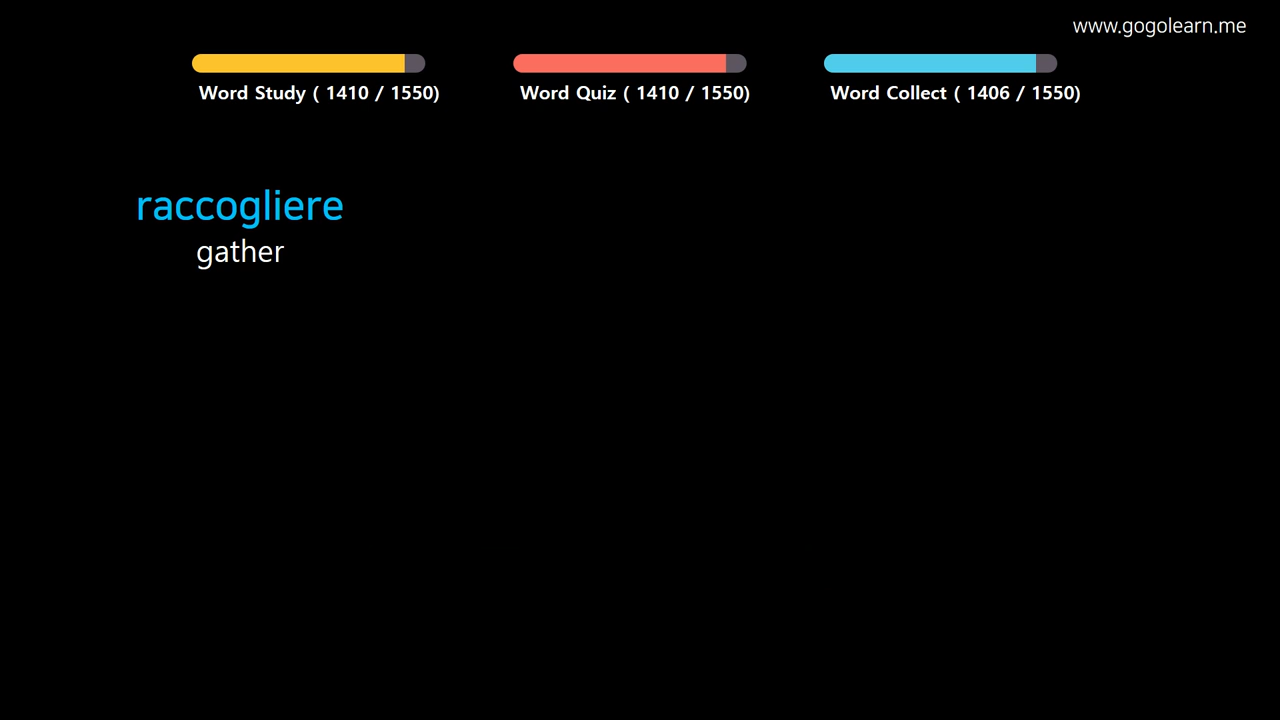 www.gogolearn.me
Word Study ( 1410 / 1550)
Word Quiz ( 1410 / 1550)
Word Collect ( 1406 / 1550)
raccogliere
gather